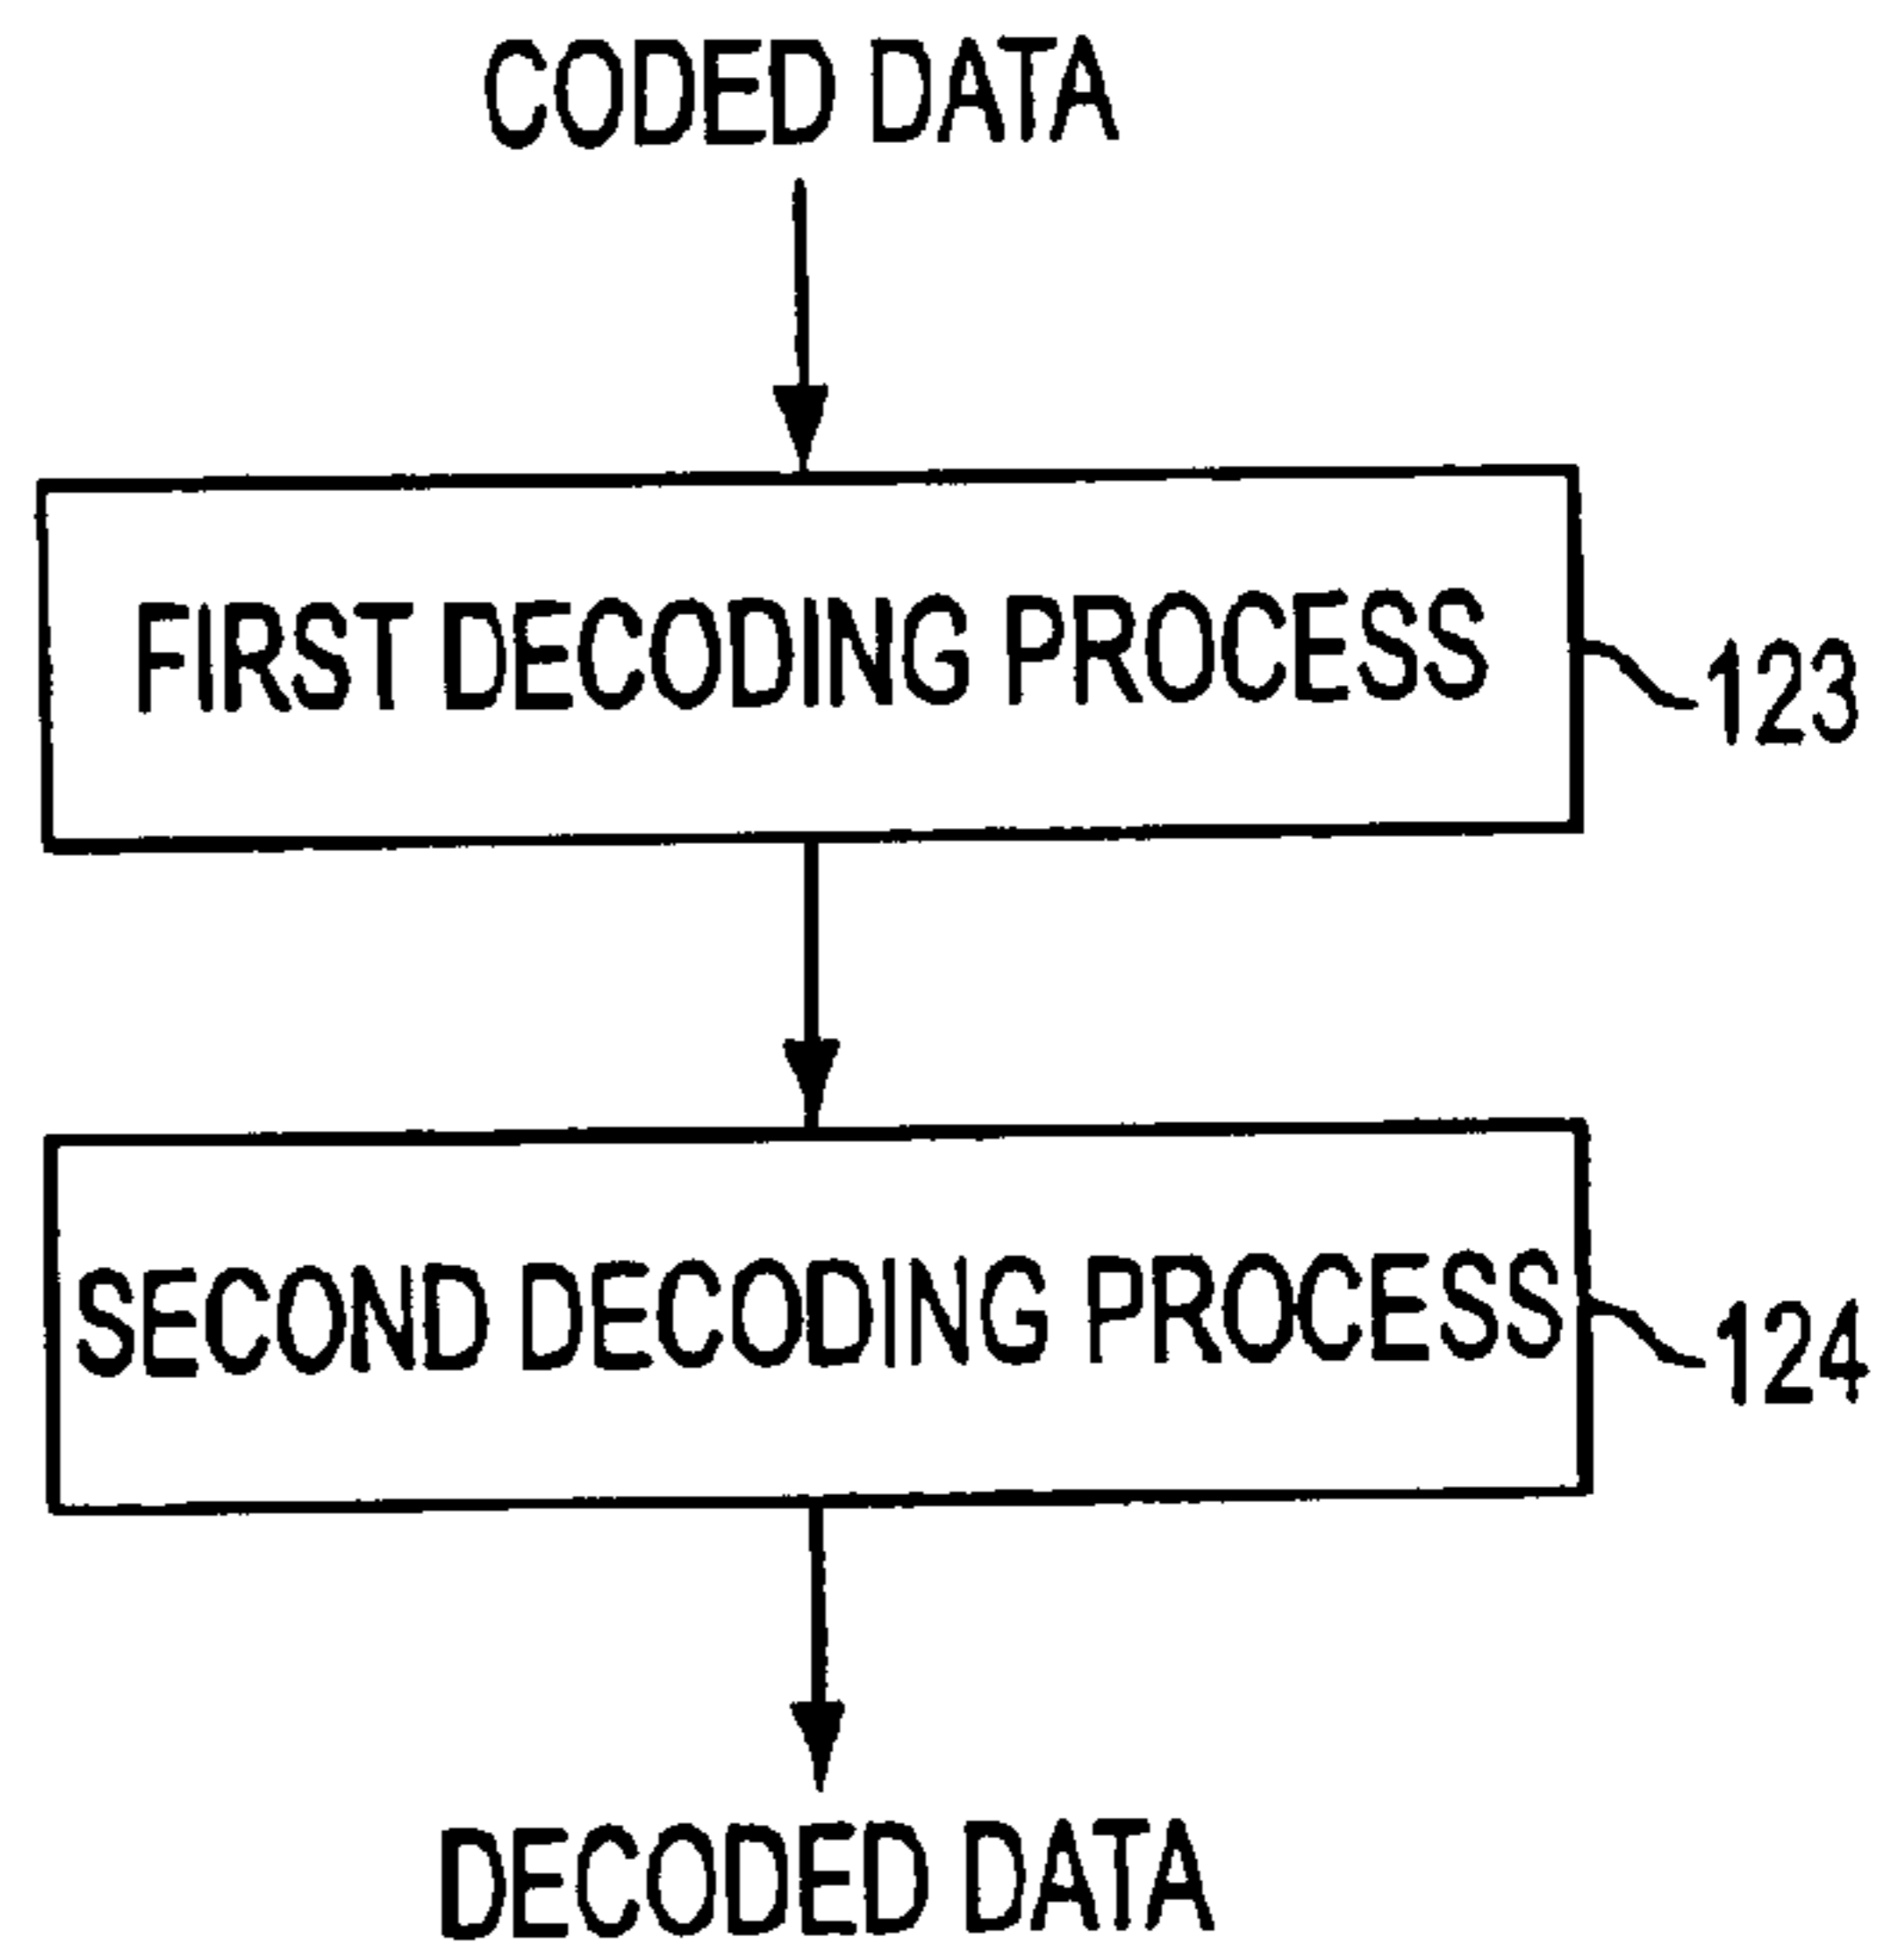 CODED DATA
FIRST DECODING PROCESS
123
SECOND DECODING PROCESS
124
DECODED DATA